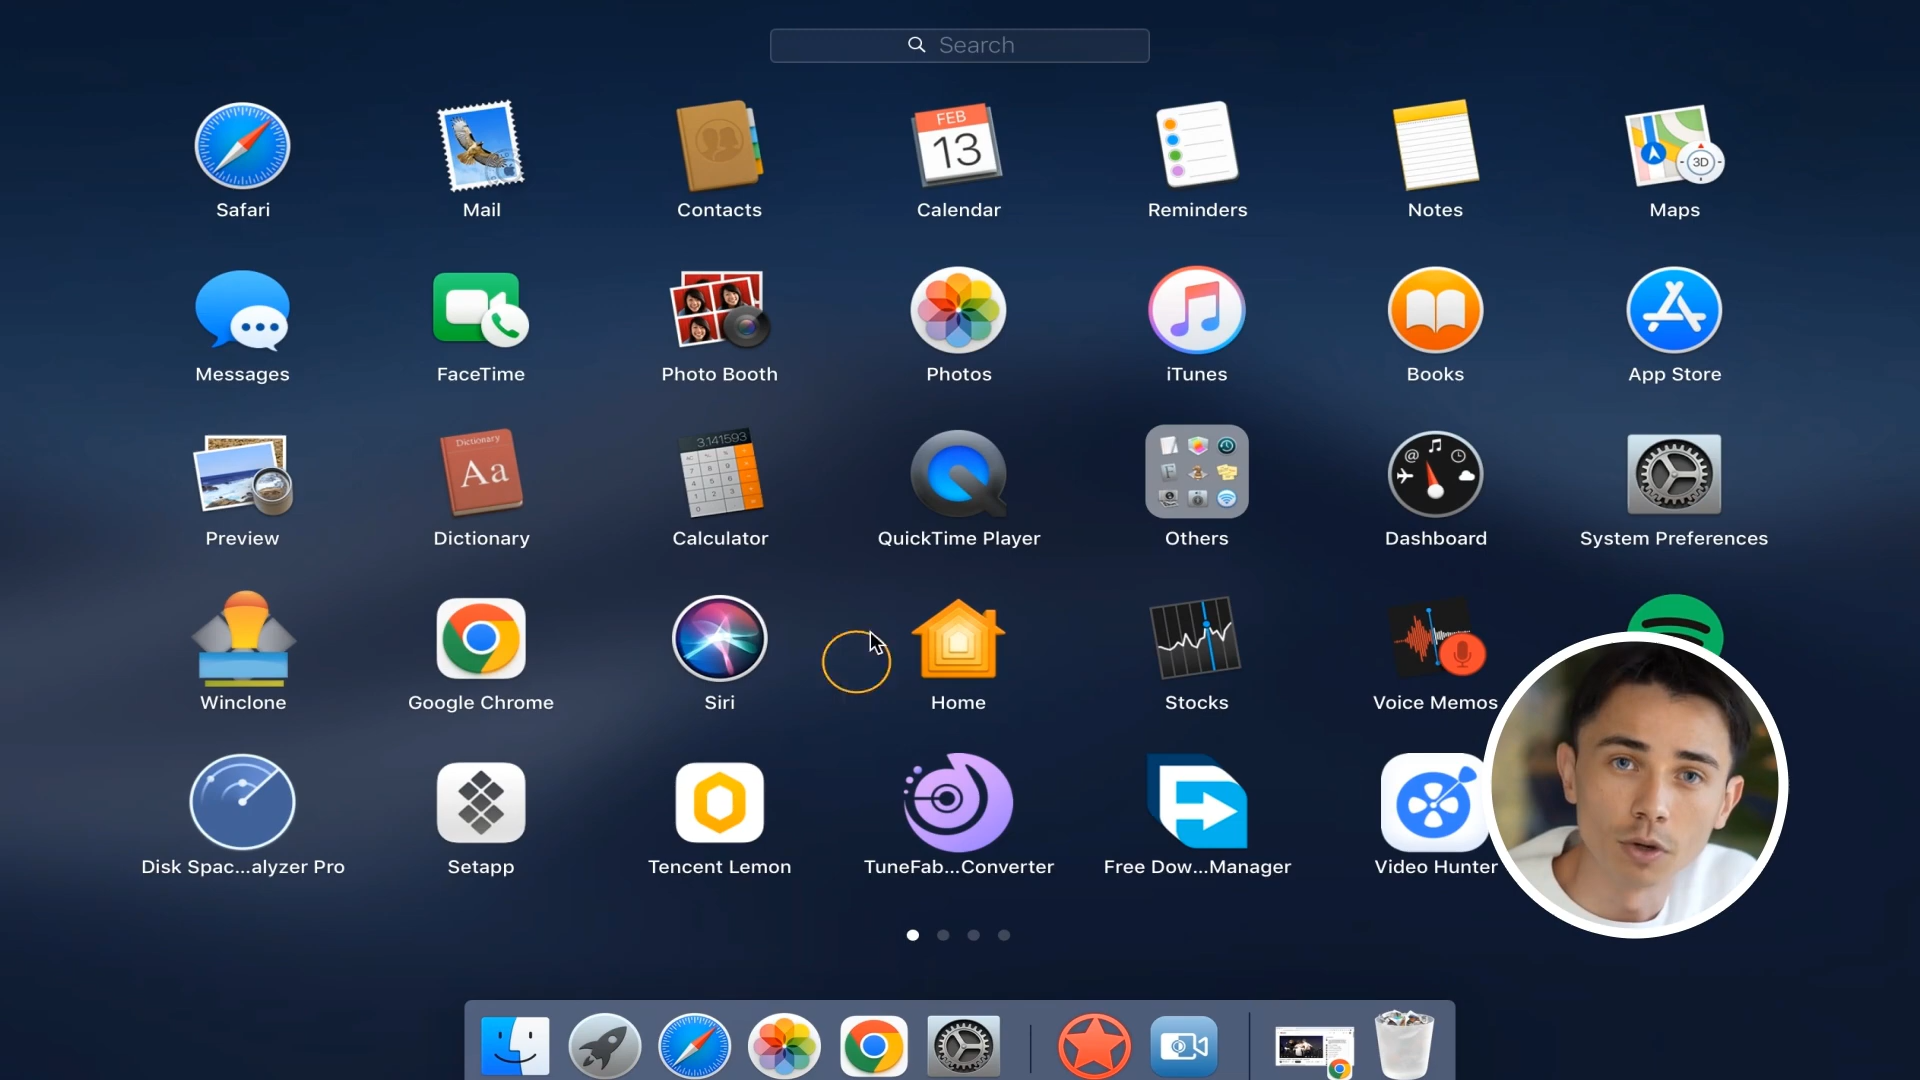 Search
FEB
13
3D
Safari
Mail
Contacts
Calendar
Reminders
Notes
Maps
Messages
FaceTime
Photo Booth
Photos
iTunes
Books
App Store
Dictionary
Aa
3.141593
@
Preview
Dictionary
Calculator
QuickTime Player
Others
Dashboard
System Preferences
Winclone
Google Chrome
Siri
Home
Stocks
Voice Memos
Disk Spac...alyzer Pro
Setapp
Tencent Lemon
TuneFab...Converter
Free Dow...Manager
Video Hunter